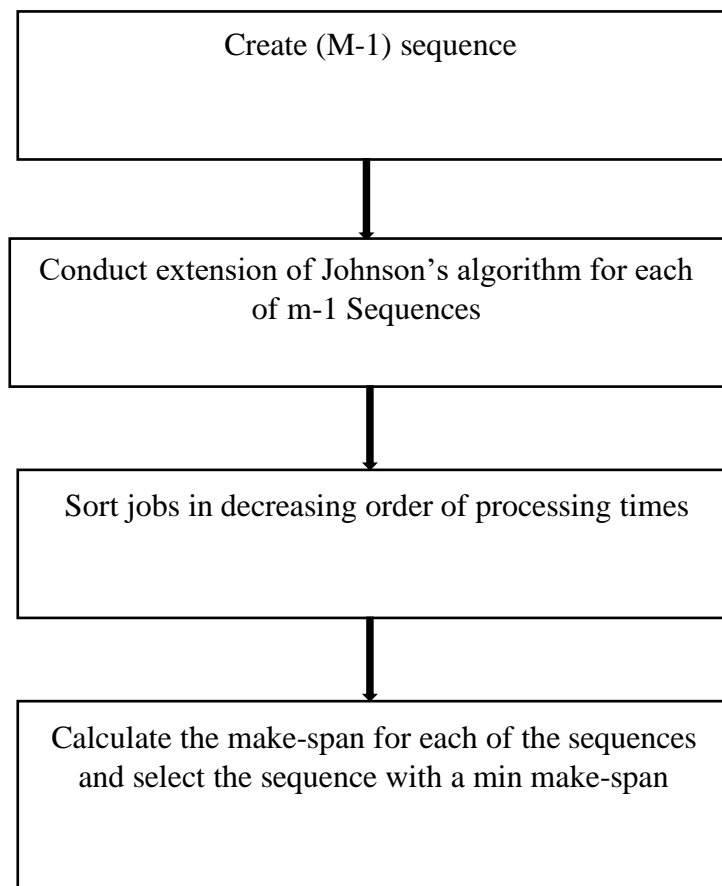 Create (M-1) sequence
Conduct extension of Johnson’s algorithm for each
of m-1 Sequences
Sort jobs in decreasing order of processing times
Calculate the make-span for each of the sequences
and select the sequence with a min make-span